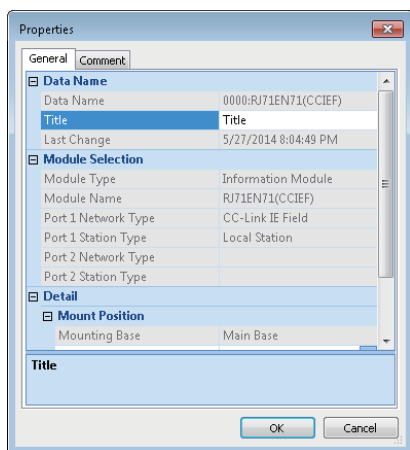 Properties
General Comment
Data Name
Data Name 0000:RJ71EN71(CCIEF)
Title Title
Last Change 5/27/2014 8:04:49 PM
Module Selection
Module Type Information Module
Module Name RJ71EN71(CCIEF)
Port 1 Network Type CC-Link IE Field
Port 1 Station Type Local Station
Port 2 Network Type
Port 2 Station Type
Detail
Mount Position
Mounting Base Main Base
Title
OK Cancel